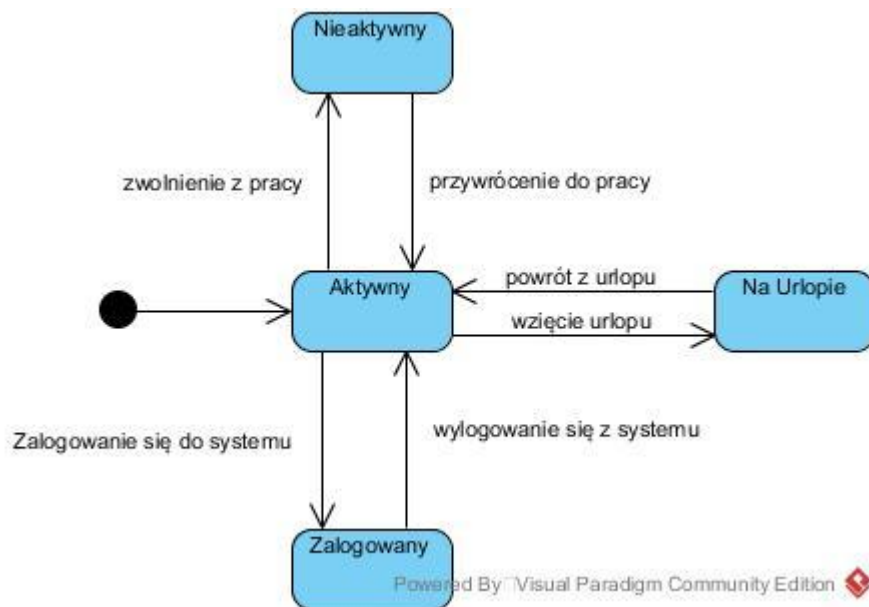 Nieaktywny
zwolnienie z pracy
przywrócenie do pracy
Aktywny
powrót z urlopu
Na Urlopie
wzięcie urlopu
Zalogowanie się do systemu
wylogowanie się z systemu
Zalogowany
Powered By Visual Paradigm Community Edition